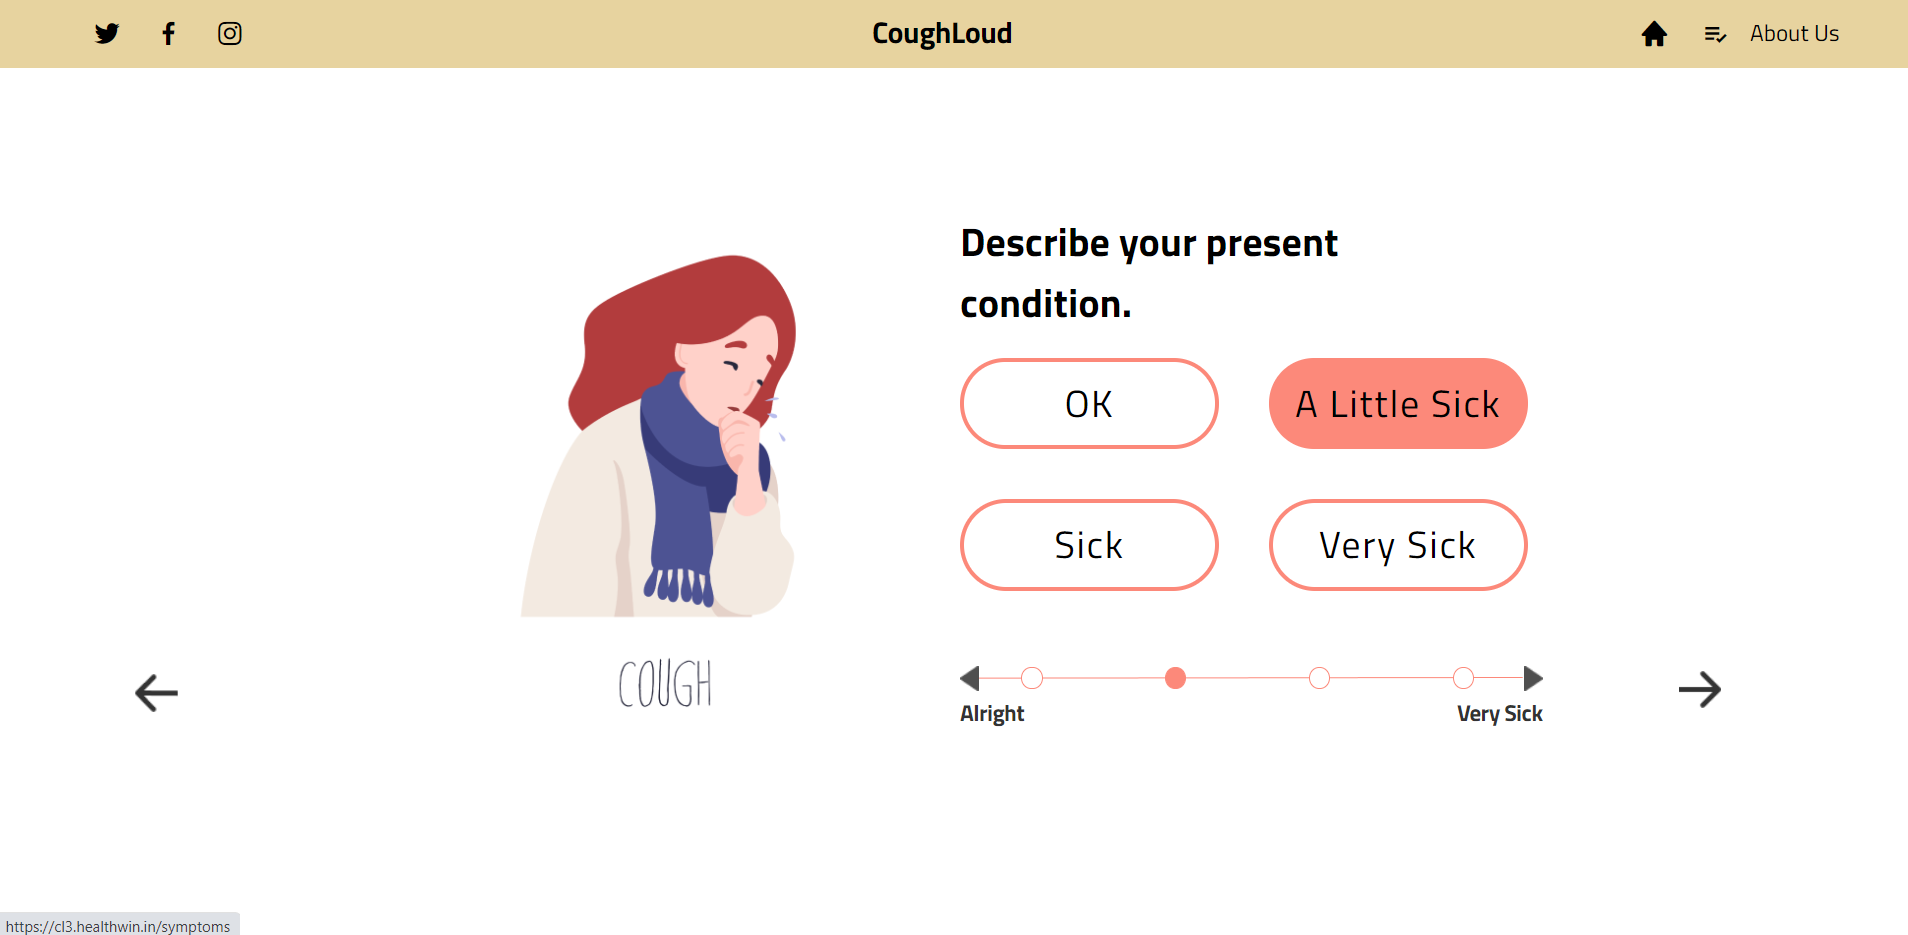 CoughLoud
About Us
Describe your present
condition.
OK
A Little Sick
Sick
Very Sick
COUGH
Alright
Very Sick
https://cl3.healthwin.in/symptoms